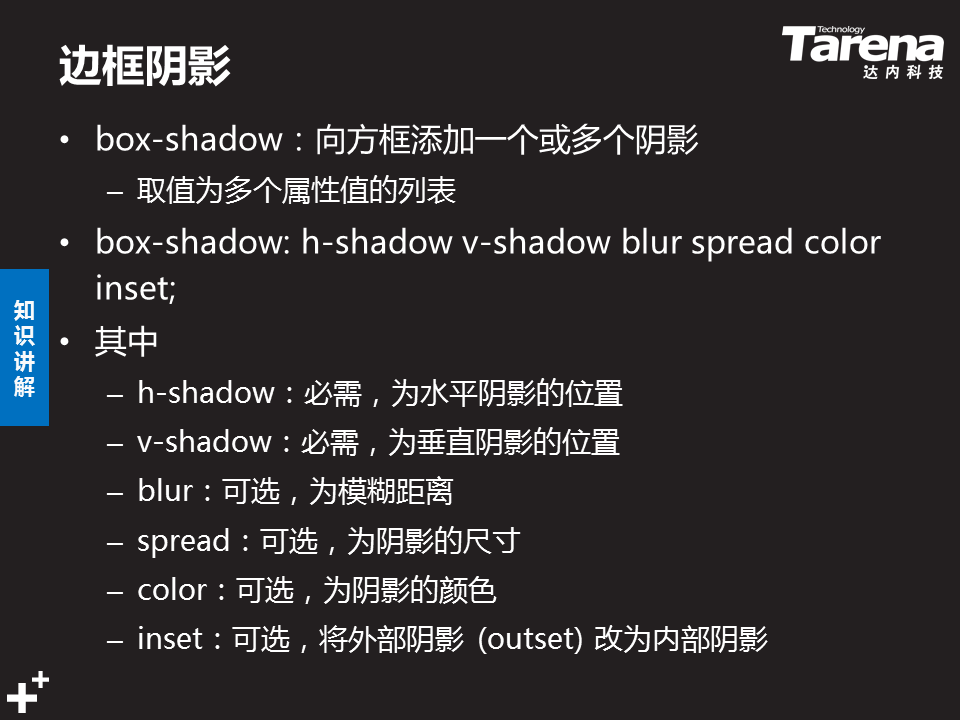 边框阴影
Technology
Tarena
达内科技
• box-shadow：向方框添加一个或多个阴影
– 取值为多个属性值的列表
• box-shadow: h-shadow v-shadow blur spread color
inset;
知识讲解
• 其中
– h-shadow：必需，为水平阴影的位置
– v-shadow：必需，为垂直阴影的位置
– blur：可选，为模糊距离
– spread：可选，为阴影的尺寸
– color：可选，为阴影的颜色
– inset：可选，将外部阴影 (outset) 改为内部阴影